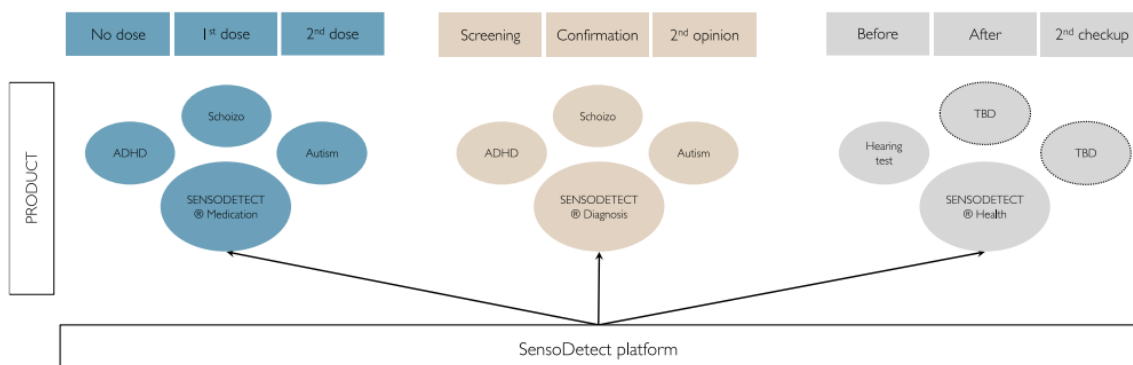 No dose
1st dose
2nd dose
Screening
Confirmation
2nd opinion
Before
After
2nd checkup
PRODUCT
Schoizo
ADHD
Autism
SENSODETECT
® Medication
Schoizo
ADHD
Autism
SENSODETECT
® Diagnosis
TBD
Hearing
test
TBD
SENSODETECT
® Health
SensoDetect platform